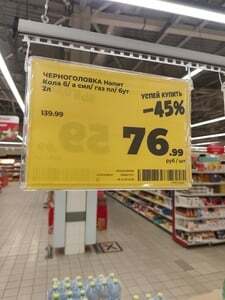 ЧЕРНОГОЛОВКА Напит
Кола б/ а сил/ газ пл/ бут
2л
УСПЕЙ КУПИТЬ
139.99
–45%
76.99
руб / шт